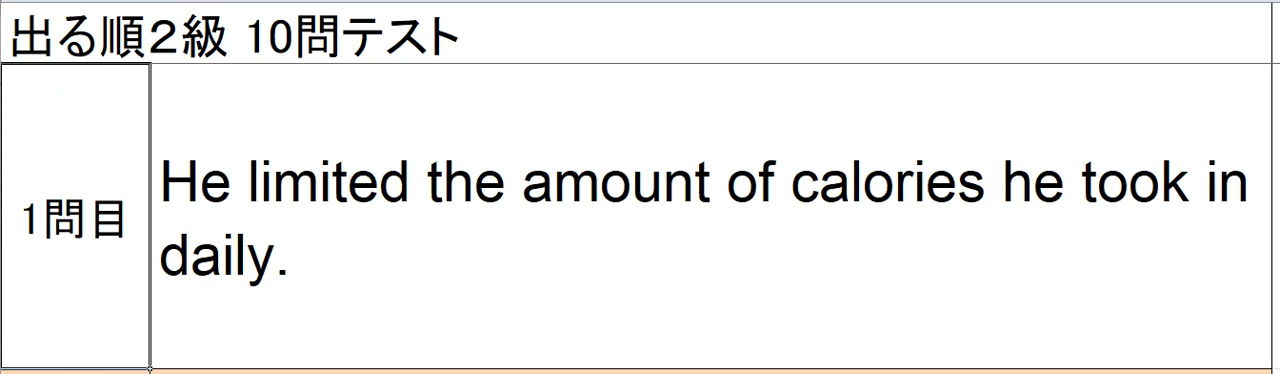 出る順２級 10問テスト
1問目
He limited the amount of calories he took in
daily.